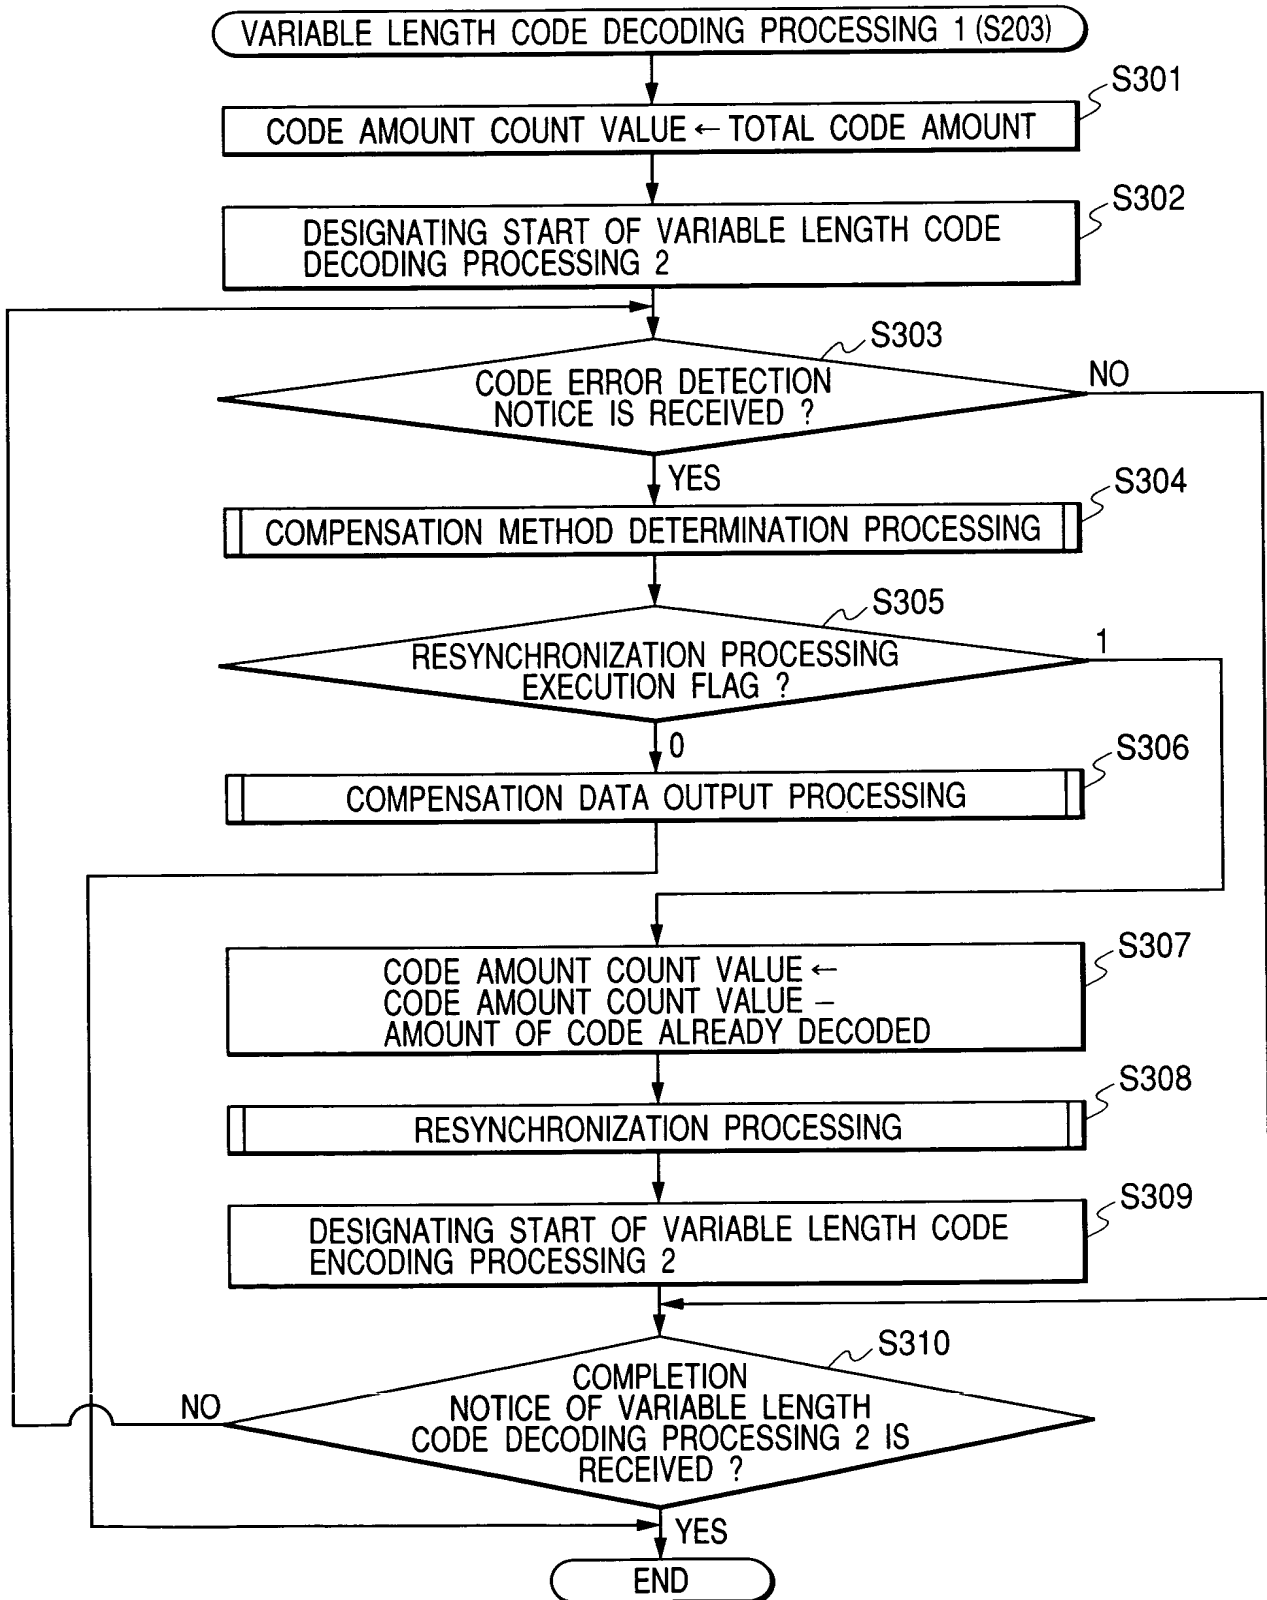 VARIABLE LENGTH CODE DECODING PROCESSING 1 (S203)
S301
CODE AMOUNT COUNT VALUE ← TOTAL CODE AMOUNT
S302
DESIGNATING START OF VARIABLE LENGTH CODE
DECODING PROCESSING 2
S303
CODE ERROR DETECTION
NOTICE IS RECEIVED ?
NO
YES
S304
COMPENSATION METHOD DETERMINATION PROCESSING
S305
RESYNCHRONIZATION PROCESSING
EXECUTION FLAG ?
1
0
S306
COMPENSATION DATA OUTPUT PROCESSING
S307
CODE AMOUNT COUNT VALUE ←
CODE AMOUNT COUNT VALUE –
AMOUNT OF CODE ALREADY DECODED
S308
RESYNCHRONIZATION PROCESSING
S309
DESIGNATING START OF VARIABLE LENGTH CODE
ENCODING PROCESSING 2
S310
COMPLETION
NOTICE OF VARIABLE LENGTH
CODE DECODING PROCESSING 2 IS
RECEIVED ?
NO
YES
END